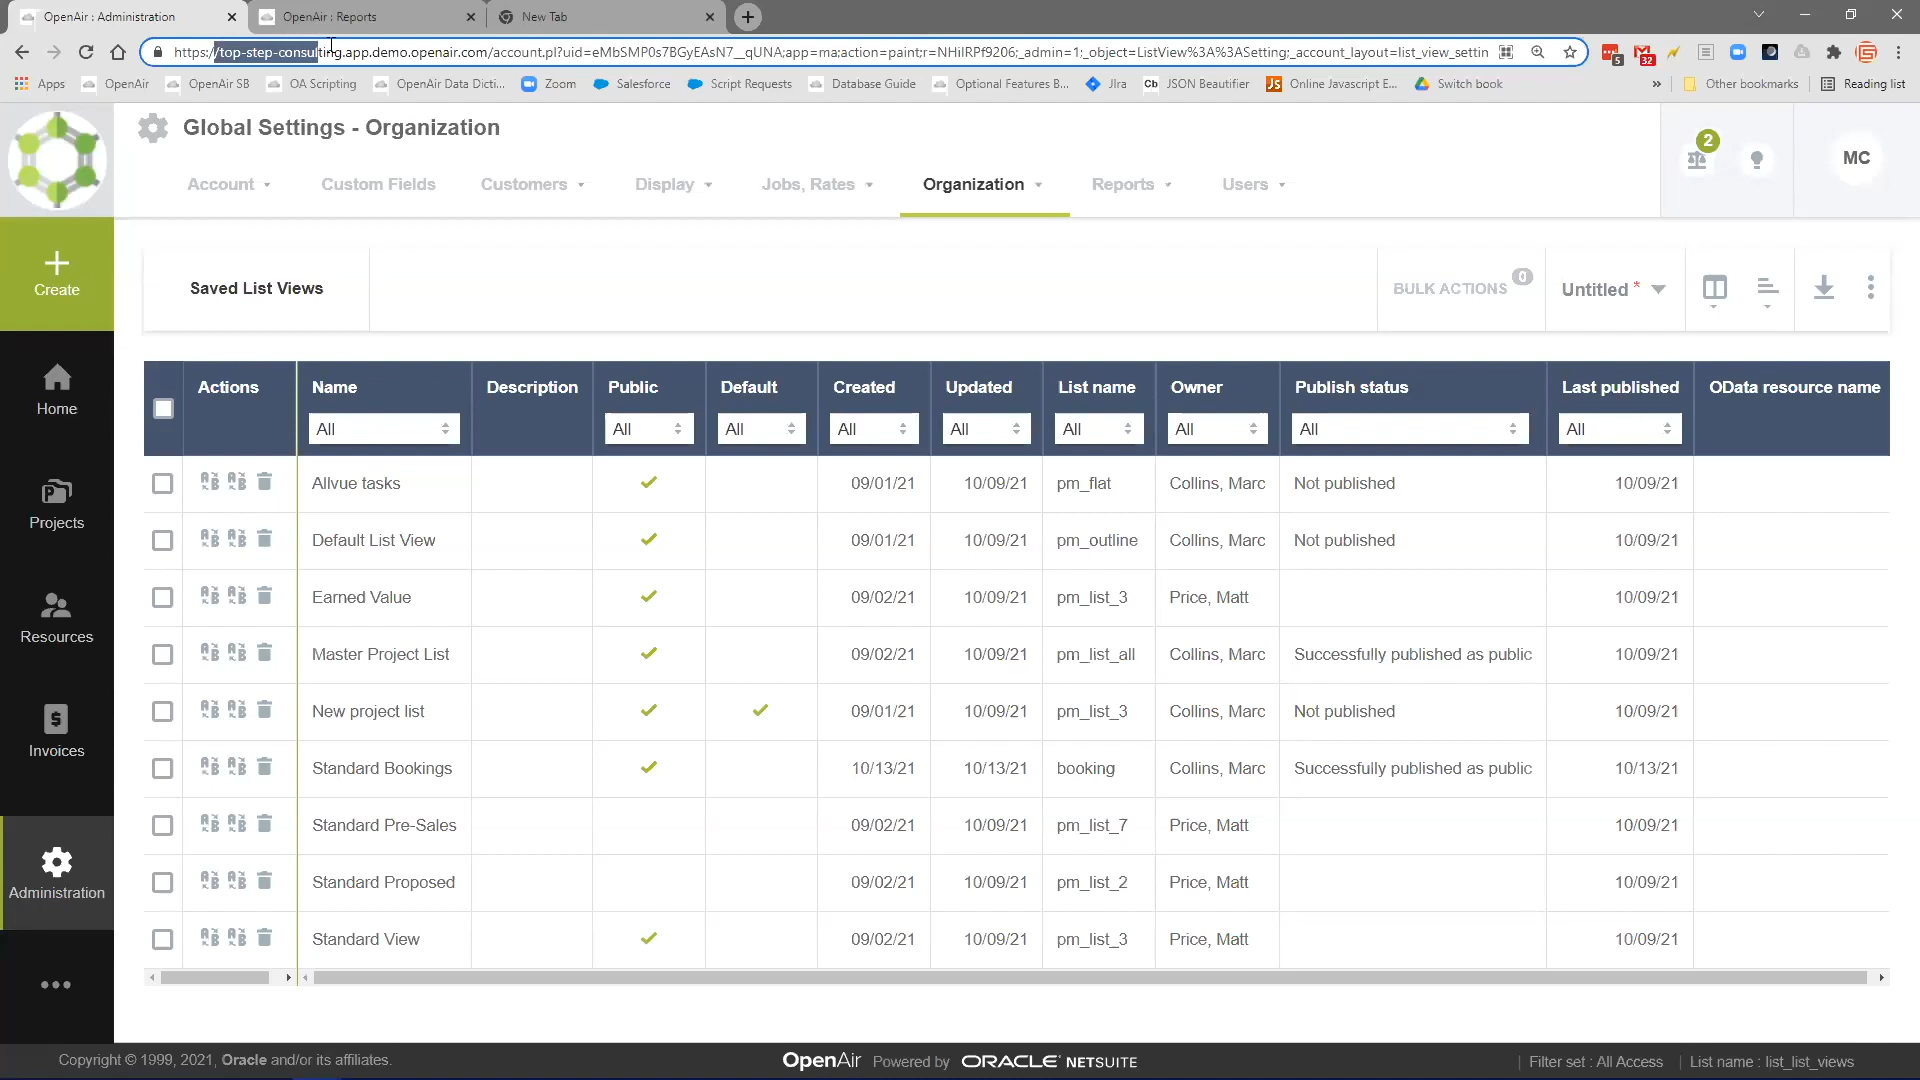 OpenAir : Administration
OpenAir : Reports
New Tab
https://top-step-consulting.app.demo.openair.com/account.pl?uid=eMbSMP0s7BGyEAsN7__qUNA;app=ma;action=paint;r=NHiIRPf9206;_admin=1;_object=ListView%3A%3ASetting;_account_layout=list_view_settin
5
32
Apps
OpenAir
OpenAir SB
OA Scripting
OpenAir Data Dicti...
Zoom
Salesforce
Script Requests
Database Guide
Optional Features B...
Jira
Cb JSON Beautifier
JS Online Javascript E...
Switch book
»
Other bookmarks
Reading list
Global Settings - Organization
2
MC
Account
Custom Fields
Customers
Display
Jobs, Rates
Organization
Reports
Users
Create
Home
Projects
Resources
Invoices
Administration
Saved List Views
BULK ACTIONS 0
Untitled *
Actions Name Description Public Default Created Updated List name Owner Publish status Last published OData resource name
All All All All All All All All All
Allvue tasks 09/01/21 10/09/21 pm_flat Collins, Marc Not published 10/09/21
Default List View 09/01/21 10/09/21 pm_outline Collins, Marc Not published 10/09/21
Earned Value 09/02/21 10/09/21 pm_list_3 Price, Matt 10/09/21
Master Project List 09/02/21 10/09/21 pm_list_all Collins, Marc Successfully published as public 10/09/21
New project list 09/01/21 10/09/21 pm_list_3 Collins, Marc Not published 10/09/21
Standard Bookings 10/13/21 10/13/21 booking Collins, Marc Successfully published as public 10/13/21
Standard Pre-Sales 09/02/21 10/09/21 pm_list_7 Price, Matt 10/09/21
Standard Proposed 09/02/21 10/09/21 pm_list_2 Price, Matt 10/09/21
Standard View 09/02/21 10/09/21 pm_list_3 Price, Matt 10/09/21
Copyright © 1999, 2021, Oracle and/or its affiliates.
OpenAir Powered by ORACLE NETSUITE
Filter set : All Access
List name : list_list_views